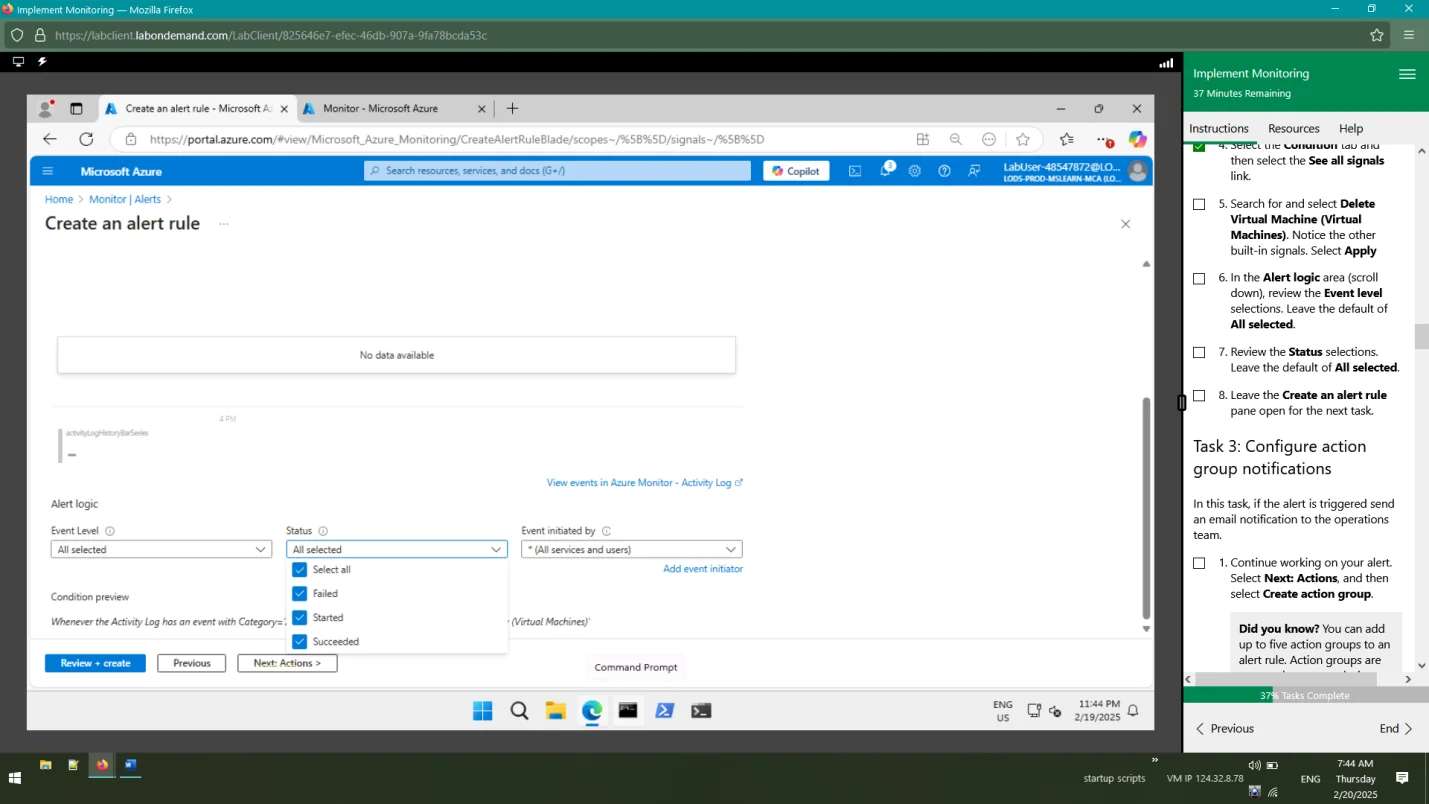 Implement Monitoring — Mozilla Firefox
https://labclient.labondemand.com/LabClient/825646e7-efec-46db-907a-9fa78bcda53c
Create an alert rule - Microsoft Az
Monitor - Microsoft Azure
https://portal.azure.com/#view/Microsoft_Azure_Monitoring/CreateAlertRuleBlade/scopes~/%5B%5D/signals~/%5B%5D
Microsoft Azure
Search resources, services, and docs (G+/)
Copilot
LabUser-48547872@LO...
LODS-PROD-MSLEARN-MCA (LO...
Home > Monitor | Alerts >
Create an alert rule
...
No data available
4 PM
activityLogHistoryBarSeries
--
View events in Azure Monitor - Activity Log
Alert logic
Event Level
Status
Event initiated by
All selected
All selected
* (All services and users)
Select all
Add event initiator
Failed
Condition preview
Started
Whenever the Activity Log has an event with Category='
(Virtual Machines)'
Succeeded
Review + create
Previous
Next: Actions >
Command Prompt
ENG
US
11:44 PM
2/19/2025
Implement Monitoring
37 Minutes Remaining
Instructions
Resources
Help
4. Select the Condition tab and
then select the See all signals
link.
5. Search for and select Delete
Virtual Machine (Virtual
Machines). Notice the other
built-in signals. Select Apply
6. In the Alert logic area (scroll
down), review the Event level
selections. Leave the default of
All selected.
7. Review the Status selections.
Leave the default of All selected.
8. Leave the Create an alert rule
pane open for the next task.
Task 3: Configure action
group notifications
In this task, if the alert is triggered send
an email notification to the operations
team.
1. Continue working on your alert.
Select Next: Actions, and then
select Create action group.
Did you know? You can add
up to five action groups to an
alert rule. Action groups are
37% Tasks Complete
< Previous
End >
startup scripts
»
VM IP 124.32.8.78
ENG
7:44 AM
Thursday
2/20/2025